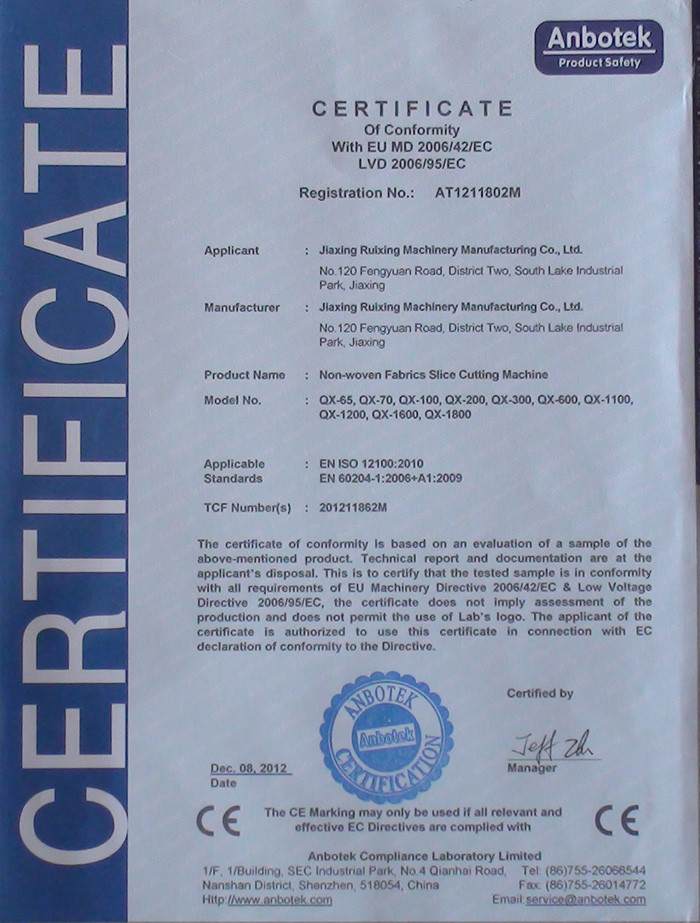 CERTIFICATE
Anbotek
Product Safety
CERTIFICATE
Of Conformity
With EU MD 2006/42/EC
LVD 2006/95/EC
Registration No.: AT1211802M
Applicant : Jiaxing Ruixing Machinery Manufacturing Co., Ltd.
No.120 Fengyuan Road, District Two, South Lake Industrial
Park, Jiaxing
Manufacturer : Jiaxing Ruixing Machinery Manufacturing Co., Ltd.
No.120 Fengyuan Road, District Two, South Lake Industrial
Park, Jiaxing
Product Name : Non-woven Fabrics Slice Cutting Machine
Model No. : QX-65, QX-70, QX-100, QX-200, QX-300, QX-600, QX-1100,
QX-1200, QX-1600, QX-1800
Applicable : EN ISO 12100:2010
Standards EN 60204-1:2006+A1:2009
TCF Number(s) : 201211862M
The certificate of conformity is based on an evaluation of a sample of the
above-mentioned product. Technical report and documentation are at the
applicant's disposal. This is to certify that the tested sample is in conformity
with all requirements of EU Machinery Directive 2006/42/EC & Low Voltage
Directive 2006/95/EC, the certificate does not imply assessment of the
production and does not permit the use of Lab's logo. The applicant of the
certificate is authorized to use this certificate in connection with EC
declaration of conformity to the Directive.
ANBOTEK
Anbotek
CERTIFICATION
Certified by
Jeff Zhu
Manager
Dec. 08, 2012
Date
CE The CE Marking may only be used if all relevant and CE
effective EC Directives are complied with
Anbotek Compliance Laboratory Limited
1/F, 1/Building, SEC Industrial Park, No.4 Qianhai Road, Tel: (86)755-26066544
Nanshan District, Shenzhen, 518054, China Fax: (86)755-26014772
Http://www.anbotek.com Email:service@anbotek.com